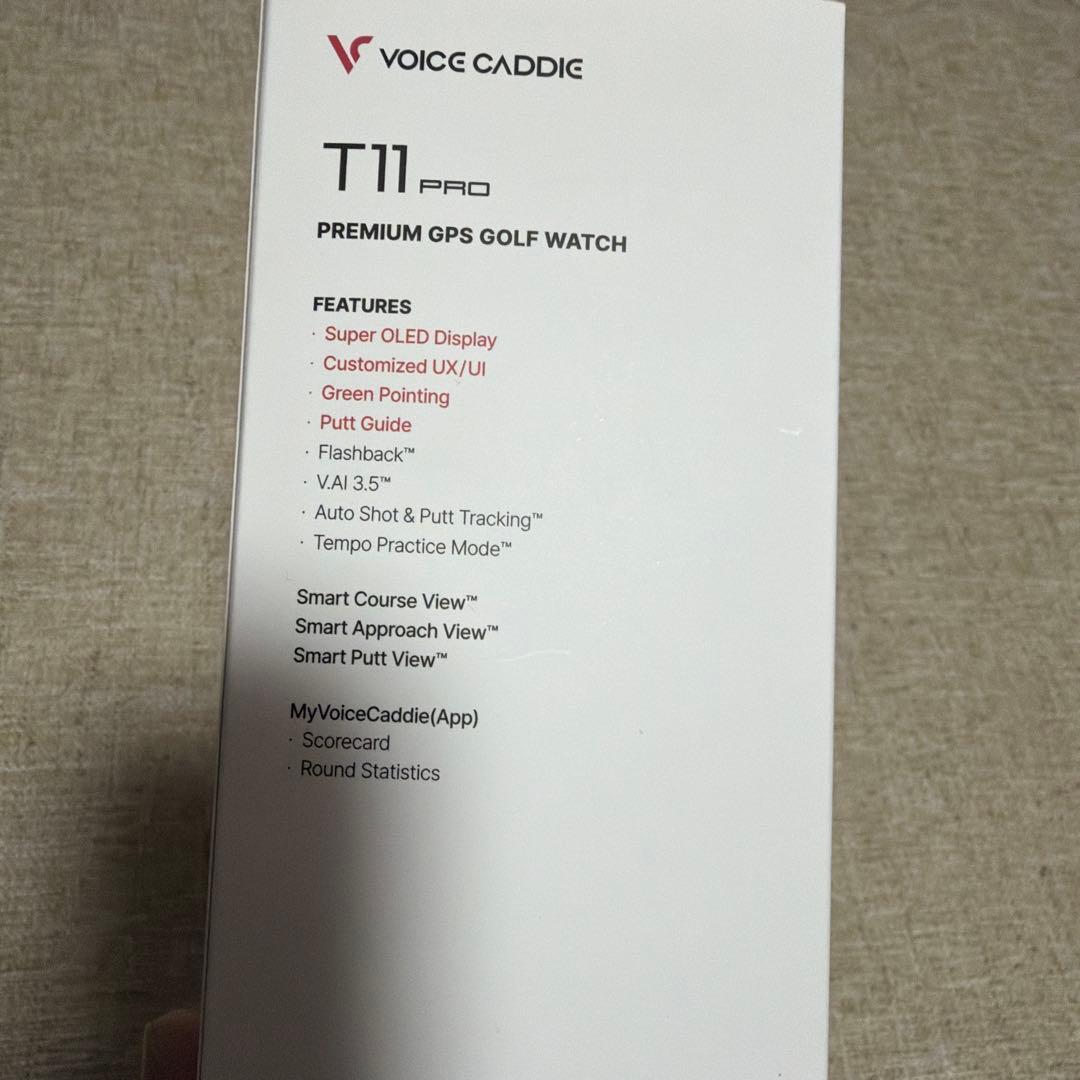 VOICE CADDIE
T11 PRO
PREMIUM GPS GOLF WATCH
FEATURES
· Super OLED Display
· Customized UX/UI
· Green Pointing
· Putt Guide
· Flashback™
· V.AI 3.5™
· Auto Shot & Putt Tracking™
· Tempo Practice Mode™
Smart Course View™
Smart Approach View™
Smart Putt View™
MyVoiceCaddie(App)
· Scorecard
· Round Statistics